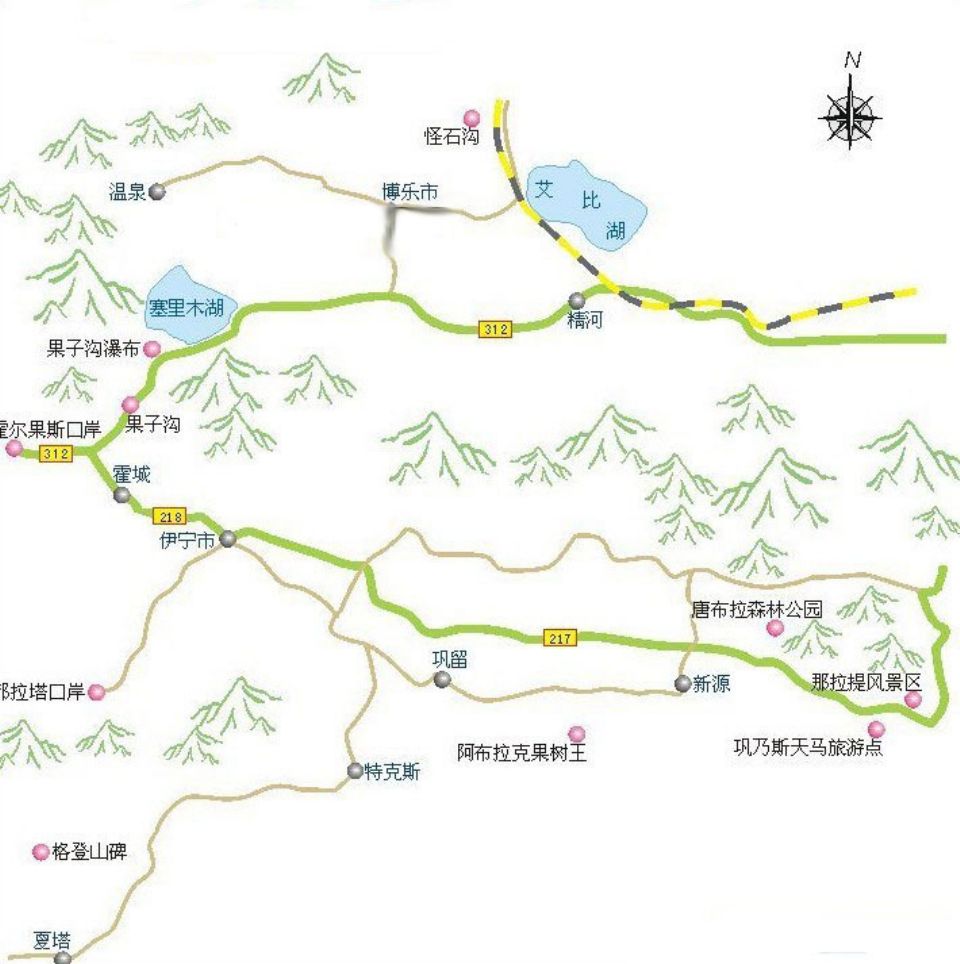 N
怪石沟
温泉
博乐市
艾比湖
塞里木湖
312
精河
果子沟瀑布
果子沟
霍尔果斯口岸
312
霍城
218
伊宁市
唐布拉森林公园
217
巩留
新源
那拉提风景区
那拉塔口岸
阿布拉克果树王
巩乃斯天马旅游点
特克斯
格登山碑
夏塔